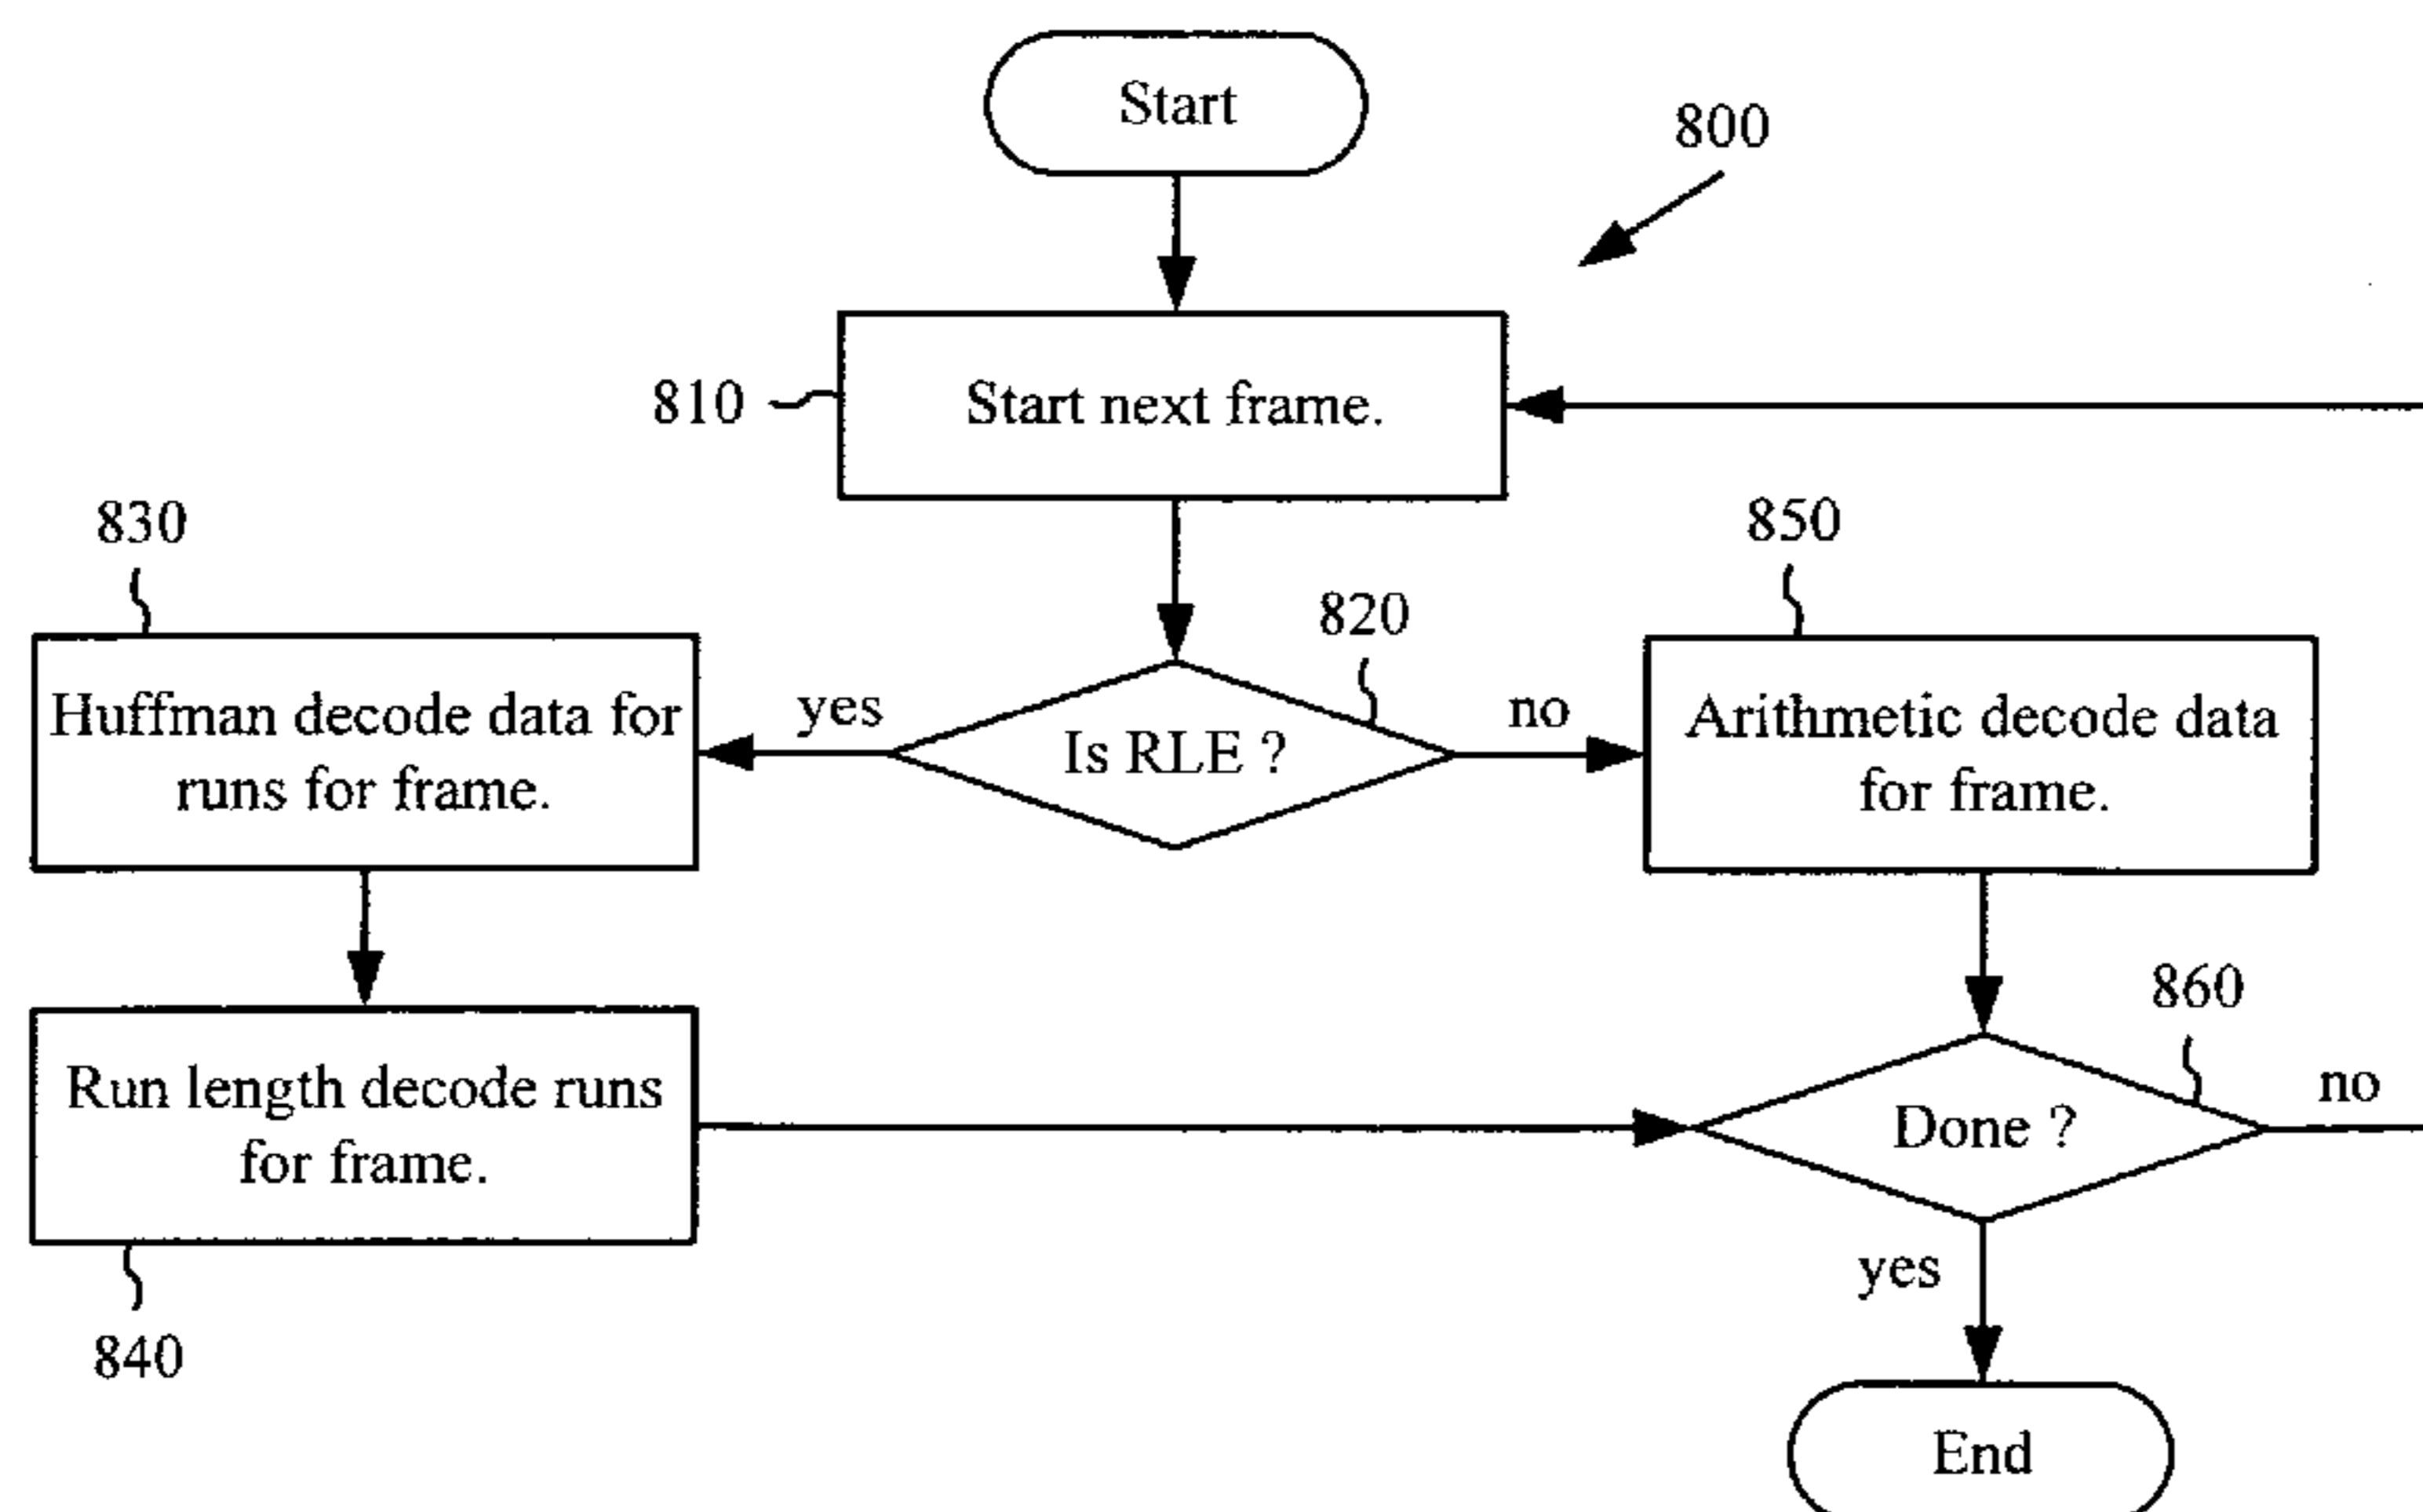 Start
800
810
Start next frame.
830
850
820
Huffman decode data for
runs for frame.
yes
Is RLE ?
no
Arithmetic decode data
for frame.
860
Run length decode runs
for frame.
Done ?
no
840
yes
End